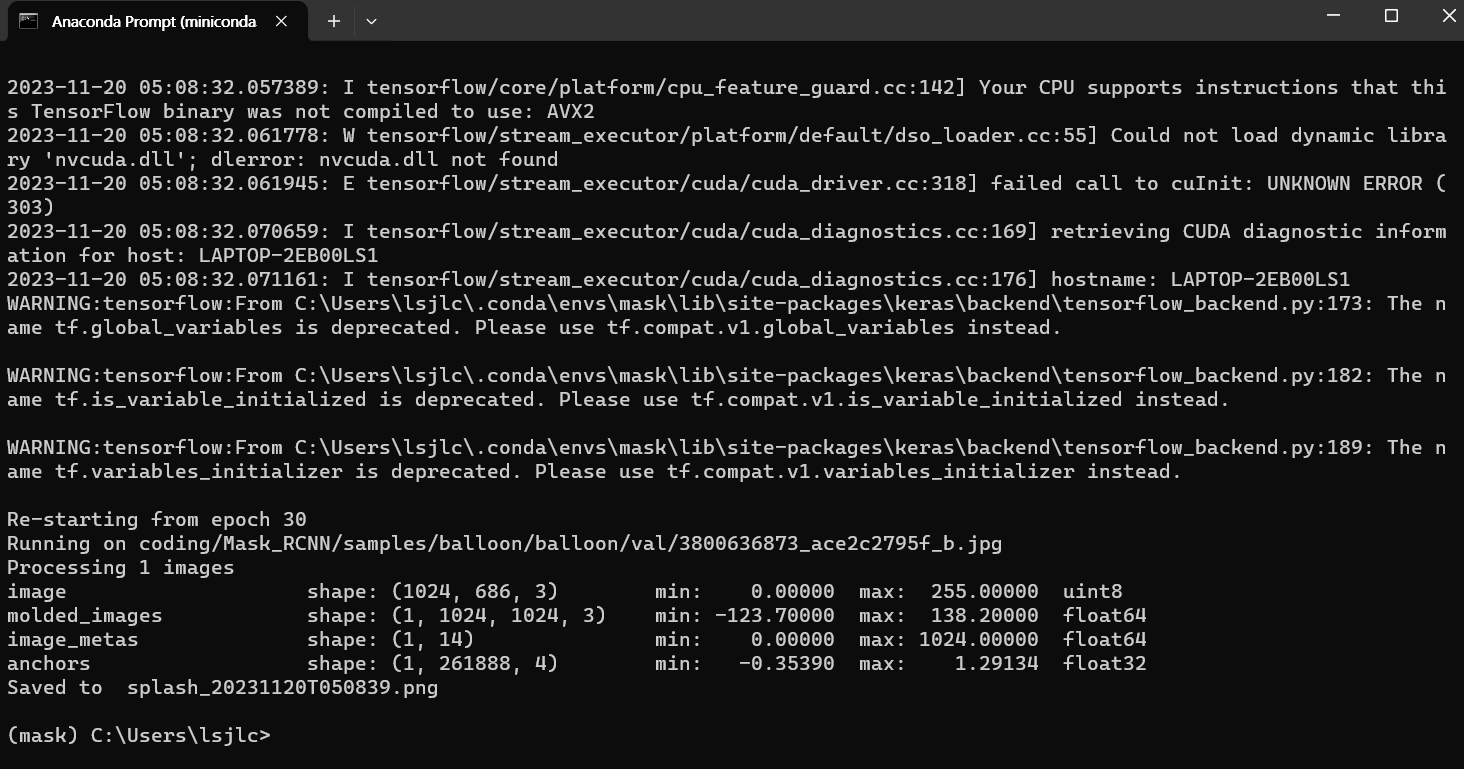 Anaconda Prompt (miniconda
2023-11-20 05:08:32.057389: I tensorflow/core/platform/cpu_feature_guard.cc:142] Your CPU supports instructions that thi
s TensorFlow binary was not compiled to use: AVX2
2023-11-20 05:08:32.061778: W tensorflow/stream_executor/platform/default/dso_loader.cc:55] Could not load dynamic libra
ry 'nvcuda.dll'; dlerror: nvcuda.dll not found
2023-11-20 05:08:32.061945: E tensorflow/stream_executor/cuda/cuda_driver.cc:318] failed call to cuInit: UNKNOWN ERROR (
303)
2023-11-20 05:08:32.070659: I tensorflow/stream_executor/cuda/cuda_diagnostics.cc:169] retrieving CUDA diagnostic inform
ation for host: LAPTOP-2EB00LS1
2023-11-20 05:08:32.071161: I tensorflow/stream_executor/cuda/cuda_diagnostics.cc:176] hostname: LAPTOP-2EB00LS1
WARNING:tensorflow:From C:\Users\lsjlc\.conda\envs\mask\lib\site-packages\keras\backend\tensorflow_backend.py:173: The n
ame tf.global_variables is deprecated. Please use tf.compat.v1.global_variables instead.
WARNING:tensorflow:From C:\Users\lsjlc\.conda\envs\mask\lib\site-packages\keras\backend\tensorflow_backend.py:182: The n
ame tf.is_variable_initialized is deprecated. Please use tf.compat.v1.is_variable_initialized instead.
WARNING:tensorflow:From C:\Users\lsjlc\.conda\envs\mask\lib\site-packages\keras\backend\tensorflow_backend.py:189: The n
ame tf.variables_initializer is deprecated. Please use tf.compat.v1.variables_initializer instead.
Re-starting from epoch 30
Running on coding/Mask_RCNN/samples/balloon/balloon/val/3800636873_ace2c2795f_b.jpg
Processing 1 images
image                    shape: (1024, 686, 3)        min:    0.00000  max:  255.00000  uint8
molded_images            shape: (1, 1024, 1024, 3)    min: -123.70000  max:  138.20000  float64
image_metas              shape: (1, 14)               min:    0.00000  max: 1024.00000  float64
anchors                  shape: (1, 261888, 4)        min:   -0.35390  max:    1.29134  float32
Saved to  splash_20231120T050839.png
(mask) C:\Users\lsjlc>